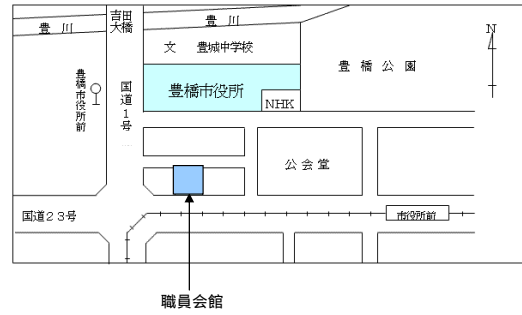 豊 川
吉田
大橋
豊 川
N
文 豊城中学校
豊 橋 公 園
豊橋市役所前
国道1号
豊橋市役所
NHK
公 会 堂
国道23号
市役所前
職員会館